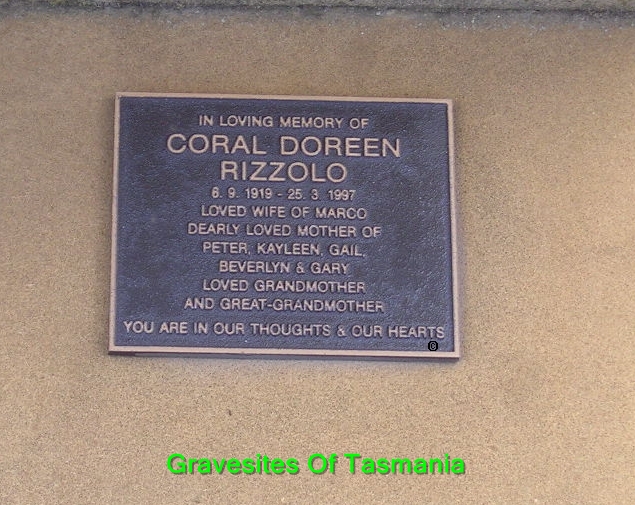 IN LOVING MEMORY OF
CORAL DOREEN
RIZZOLO
6. 9. 1919 - 25. 3. 1997
LOVED WIFE OF MARCO
DEARLY LOVED MOTHER OF
PETER, KAYLEEN, GAIL,
BEVERLYN & GARY
LOVED GRANDMOTHER
AND GREAT-GRANDMOTHER
YOU ARE IN OUR THOUGHTS & OUR HEARTS
Gravesites Of Tasmania